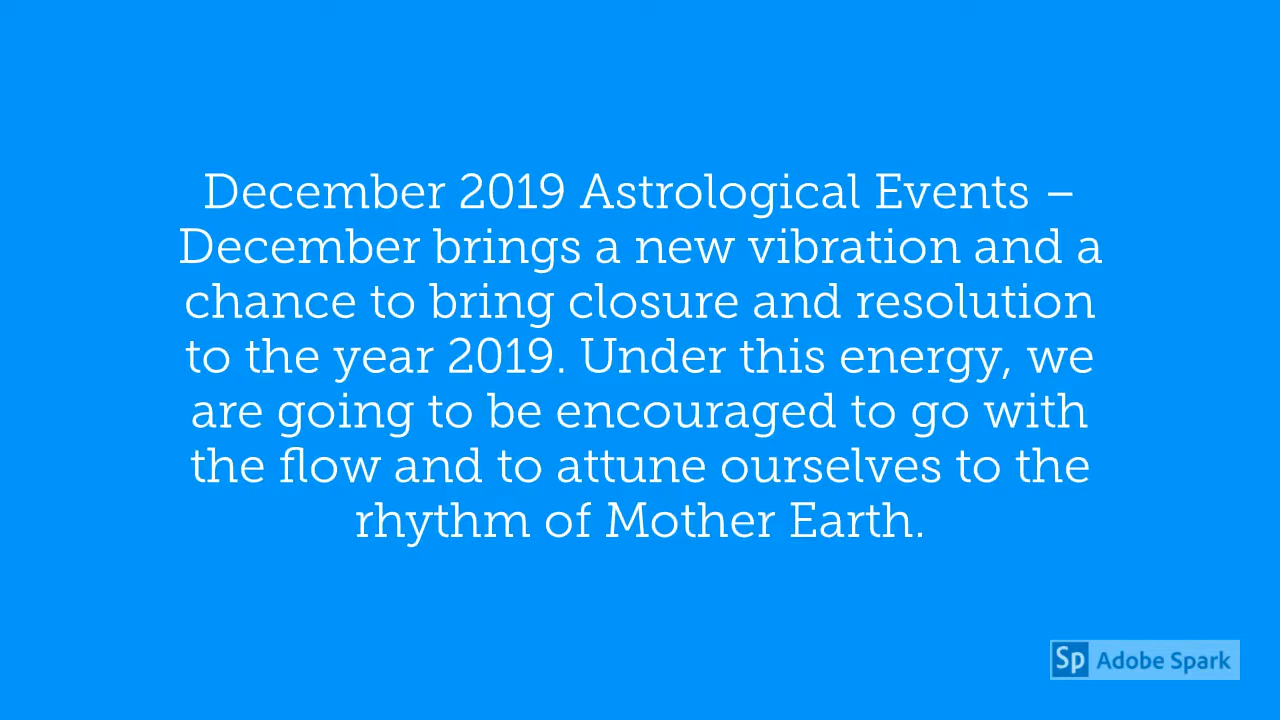 December 2019 Astrological Events –
December brings a new vibration and a
chance to bring closure and resolution
to the year 2019. Under this energy, we
are going to be encouraged to go with
the flow and to attune ourselves to the
rhythm of Mother Earth.
Sp Adobe Spark